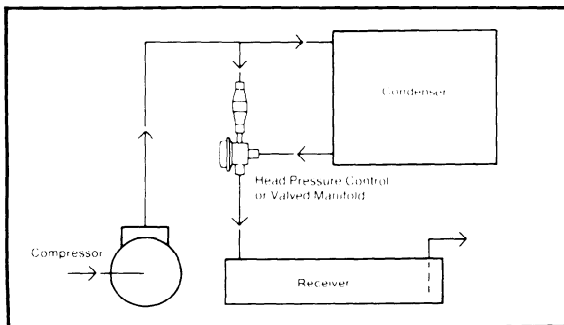 Condenser
Head Pressure Control
or Valved Manifold
Compressor
Receiver